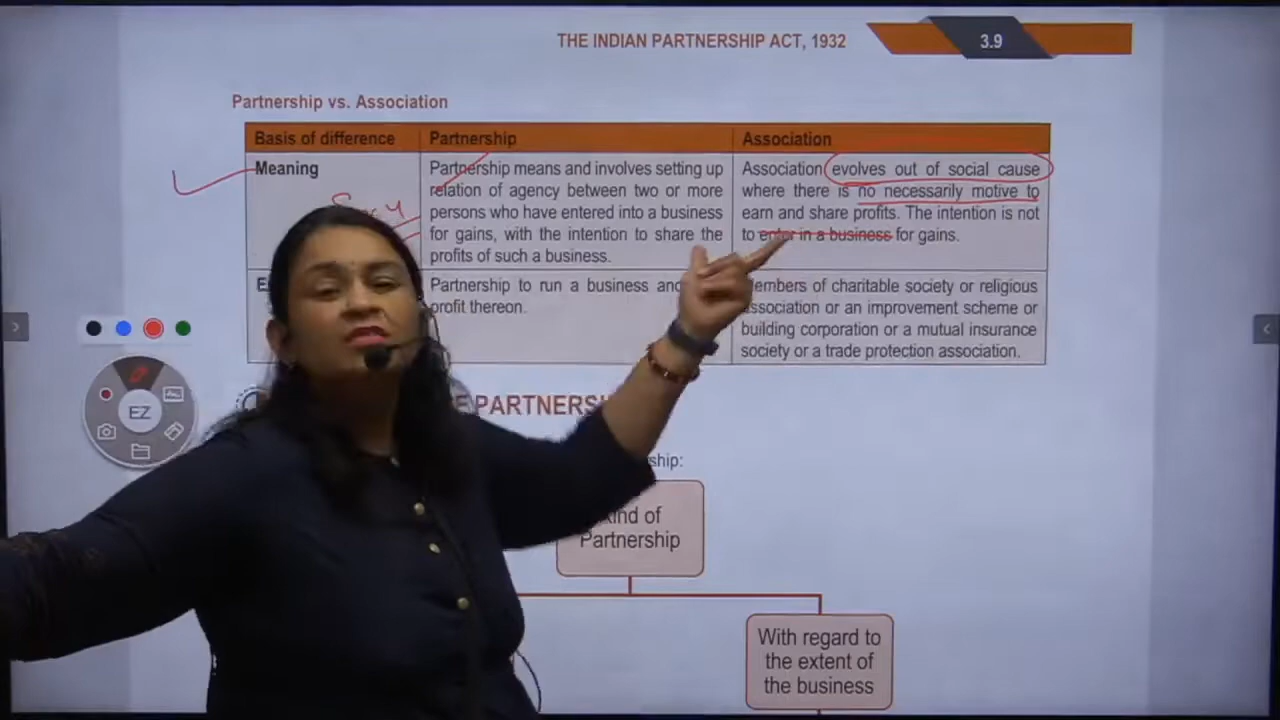 THE INDIAN PARTNERSHIP ACT, 1932
3.9
Partnership vs. Association
Basis of difference Partnership Association
Meaning
Partnership means and involves setting up
relation of agency between two or more
persons who have entered into a business
for gains, with the intention to share the
profits of such a business.
Association evolves out of social cause
where there is no necessarily motive to
earn and share profits. The intention is not
to enter in a business for gains.
Partnership to run a business and
profit thereon.
Members of charitable society or religious
association or an improvement scheme or
building corporation or a mutual insurance
society or a trade protection association.
EZ
PARTNERS
ship:
kind of
Partnership
With regard to
the extent of
the business